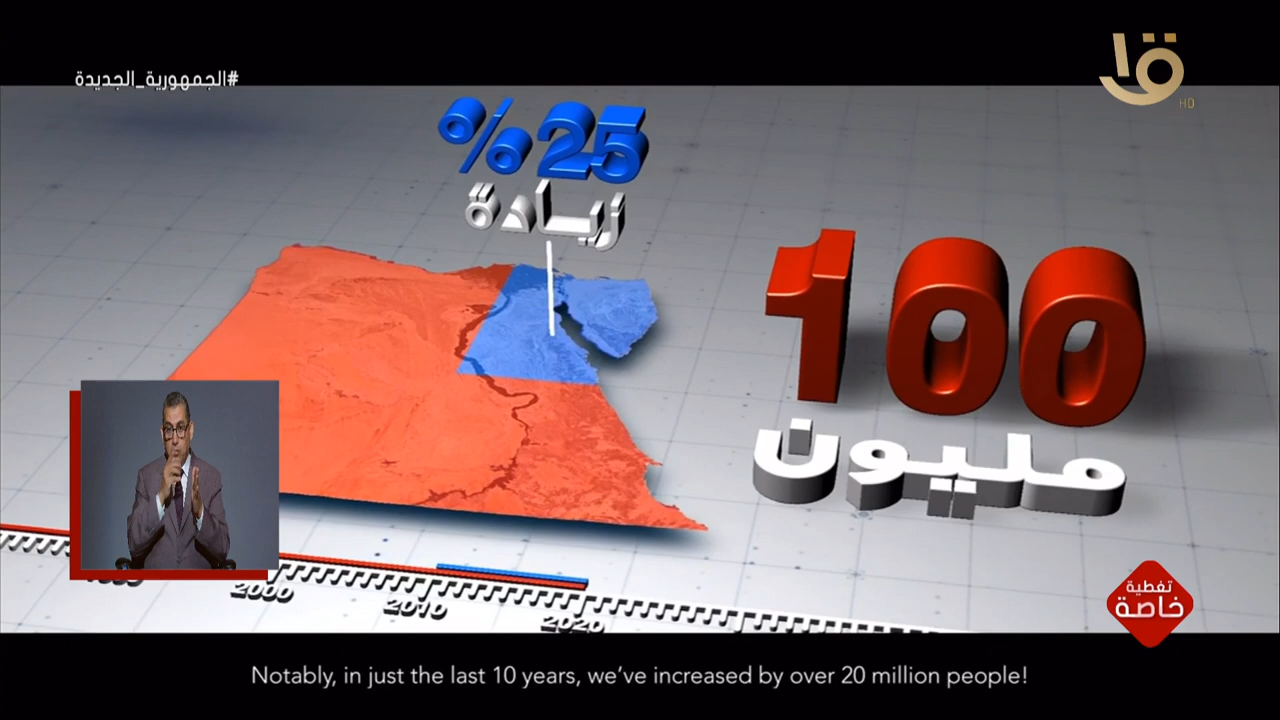 #الجمهورية_الجديدة
HD
%25
زيادة
100
مليون
2000
2010
2020
تغطية
خاصة
Notably, in just the last 10 years, we've increased by over 20 million people!